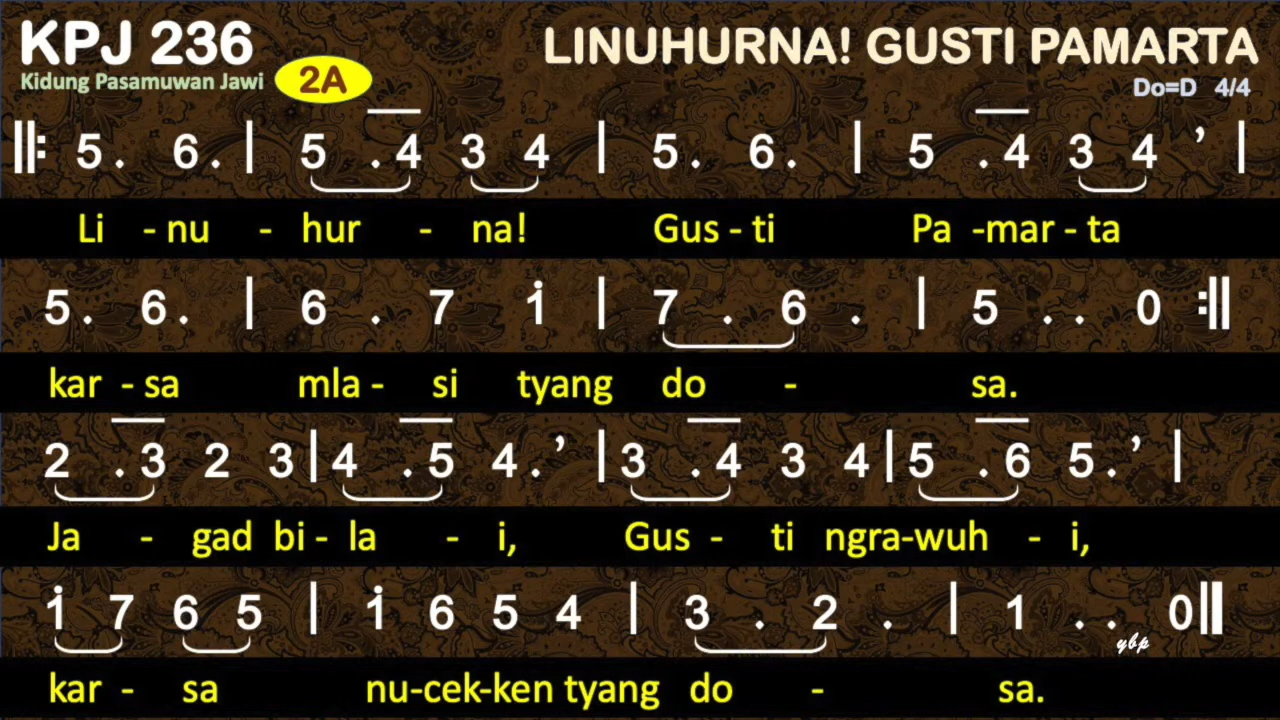 KPJ 236
LINUHURNA! GUSTI PAMARTA
Kidung Pasamuwan Jawi
2A
Do=D 4/4
||: 5 . 6 . | 5 . 4 3 4 | 5 . 6 . | 5 . 4 3 4 ’ |
Li - nu - hur - na! Gus - ti Pa -mar - ta
5 . 6 . | 6 . 7 i | 7 . 6 . | 5 . . 0 :||
kar - sa mla - si tyang do - sa.
2 . 3 2 3 | 4 . 5 4 . ’ | 3 . 4 3 4 | 5 . 6 5 . ’ |
Ja - gad bi - la - i, Gus - ti ngra-wuh - i,
i 7 6 5 | i 6 5 4 | 3 . 2 . | 1 . . 0 ||
ybp
kar - sa nu-cek-ken tyang do - sa.